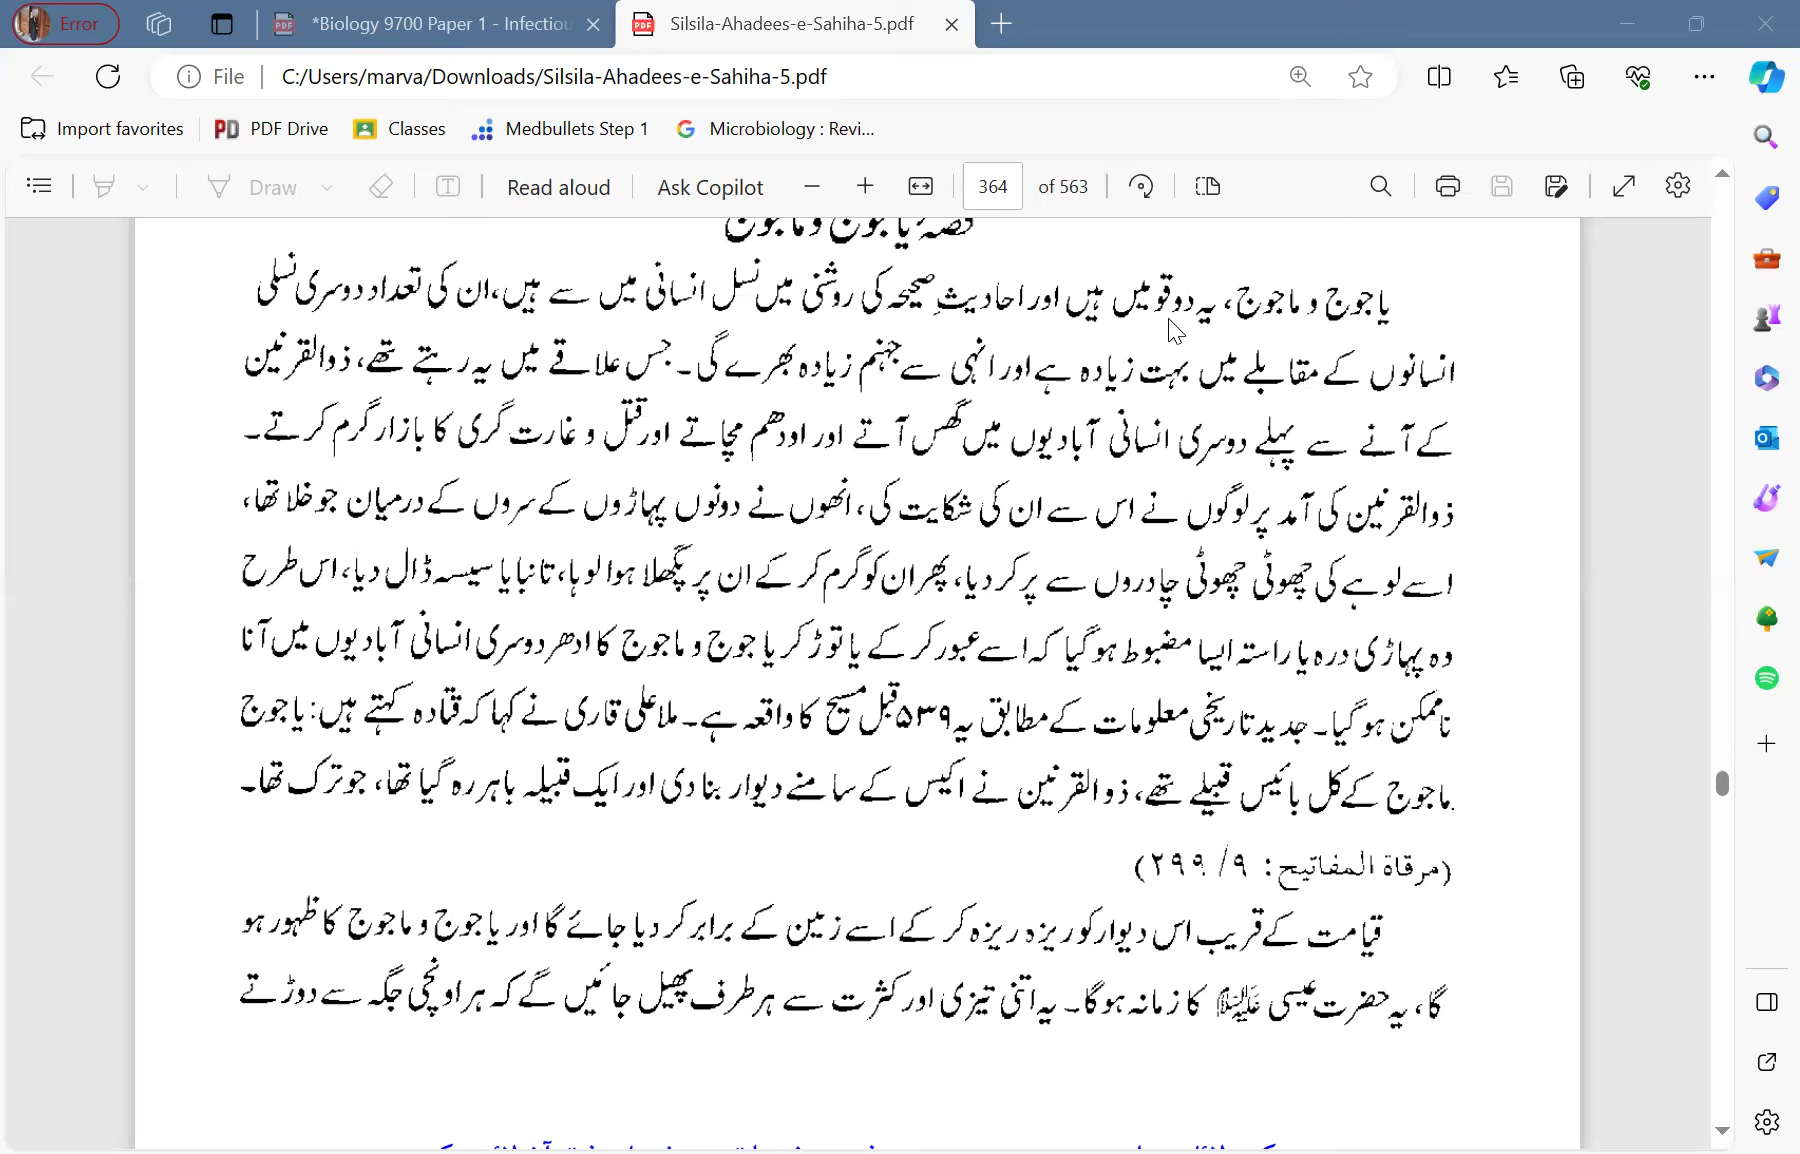 Error
*Biology 9700 Paper 1 - Infectiou
Silsila-Ahadees-e-Sahiha-5.pdf
File
C:/Users/marva/Downloads/Silsila-Ahadees-e-Sahiha-5.pdf
Import favorites
PDF Drive
Classes
Medbullets Step 1
Microbiology : Revi...
Draw
Read aloud
Ask Copilot
364
of 563
قصۂ یاجوج و ماجوج
یاجوج و ماجوج، یہ دو قومیں ہیں اور احادیثِ صحیحہ کی روشنی میں نسل انسانی میں سے ہیں، ان کی تعداد دوسری نسلی
انسانوں کے مقابلے میں بہت زیادہ ہے اور انہی سے جہنم زیادہ بھرے گی۔ جس علاقے میں یہ رہتے تھے، ذوالقرنین
کے آنے سے پہلے دوسری انسانی آبادیوں میں گھس آتے اور اودھم مچاتے اور قتل و غارت گری کا بازار گرم کرتے۔
ذوالقرنین کی آمد پر لوگوں نے اس سے ان کی شکایت کی، انھوں نے دونوں پہاڑوں کے سروں کے درمیان جو خلا تھا،
اسے لوہے کی چھوٹی چھوٹی چادروں سے پر کر دیا، پھر ان کو گرم کر کے ان پر پگھلا ہوا لوہا، تانبا یا سیسہ ڈال دیا، اس طرح
وہ پہاڑی درہ یا راستہ ایسا مضبوط ہو گیا کہ اسے عبور کر کے یا توڑ کر یاجوج و ماجوج کا ادھر دوسری انسانی آبادیوں میں آنا
ناممکن ہو گیا۔ جدید تاریخی معلومات کے مطابق یہ ۵۳۹ قبل مسیح کا واقعہ ہے۔ ملا علی قاری نے کہا کہ قتادہ کہتے ہیں: یاجوج
ماجوج کے کل بائیس قبیلے تھے، ذوالقرنین نے اکیس کے سامنے دیوار بنا دی اور ایک قبیلہ باہر رہ گیا تھا، جو ترک تھا۔
(مرقاة المفاتيح: ۹/ ۲۹۹)
قیامت کے قریب اس دیوار کو ریزہ ریزہ کر کے اسے زمین کے برابر کر دیا جائے گا اور یاجوج و ماجوج کا ظہور ہو
گا، یہ حضرت عیسی علیہ السلام کا زمانہ ہو گا۔ یہ اتنی تیزی اور کثرت سے ہر طرف پھیل جائیں گے کہ ہر اونچی جگہ سے دوڑتے